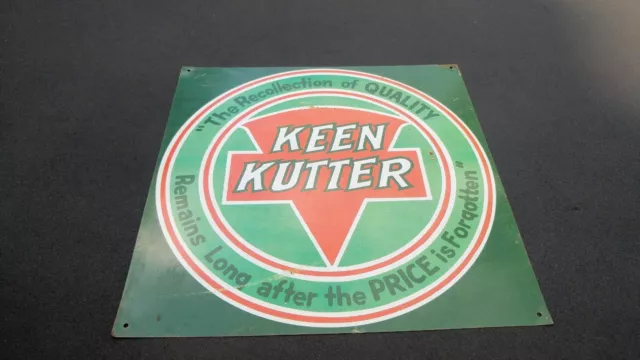 "The Recollection of QUALITY
KEEN
KUTTER
Remains Long after the PRICE is Forgotten"